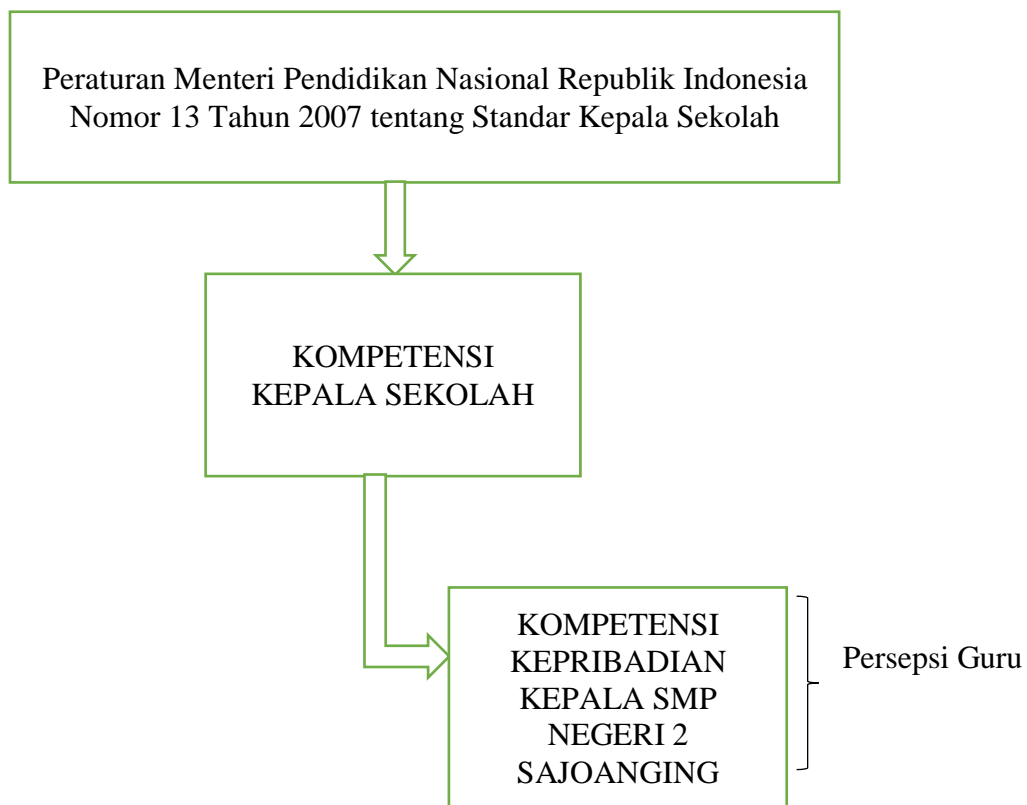 Peraturan Menteri Pendidikan Nasional Republik Indonesia
Nomor 13 Tahun 2007 tentang Standar Kepala Sekolah
KOMPETENSI
KEPALA SEKOLAH
KOMPETENSI
KEPRIBADIAN
KEPALA SMP
NEGERI 2
SAJOANGING
Persepsi Guru